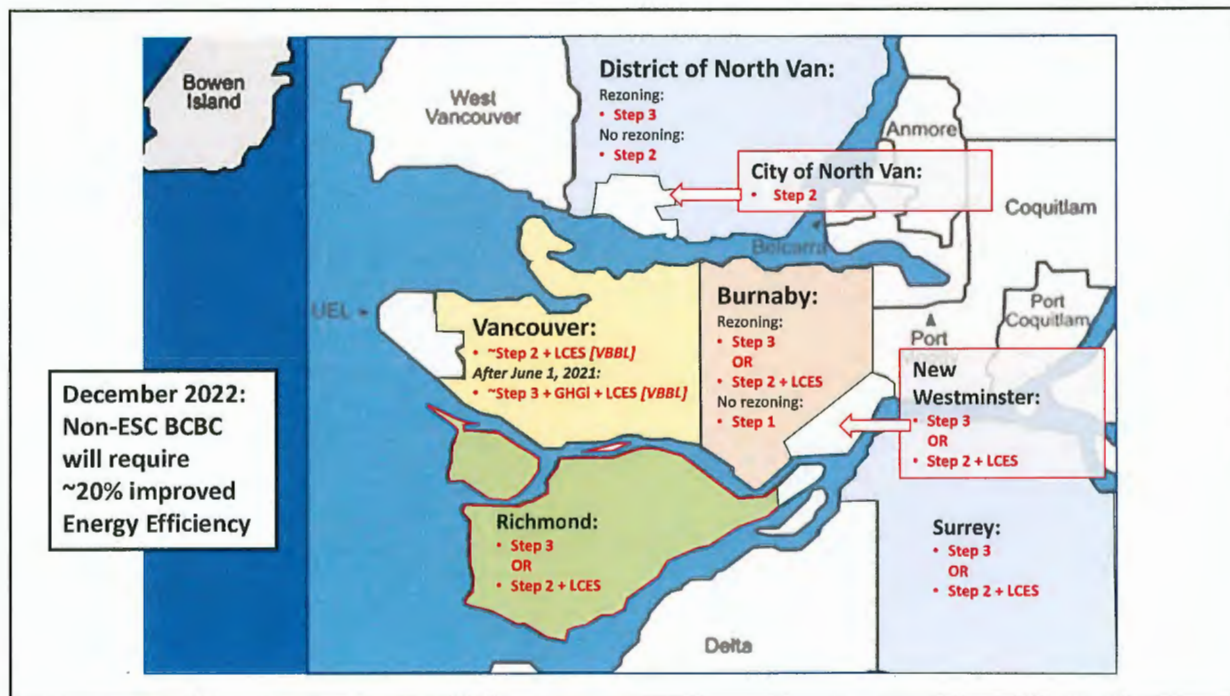 Bowen
Island
West
Vancouver
District of North Van:
Rezoning:
• Step 3
No rezoning:
• Step 2
Anmore
City of North Van:
• Step 2
Coquitlam
Belcarra
UEL
Vancouver:
• ~Step 2 + LCES [VBBL]
After June 1, 2021:
• ~Step 3 + GHGI + LCES [VBBL]
Burnaby:
Rezoning:
• Step 3
OR
• Step 2 + LCES
No rezoning:
• Step 1
Port
Coquitlam
Port
Moody
New
Westminster:
• Step 3
OR
• Step 2 + LCES
December 2022:
Non-ESC BCBC
will require
~20% improved
Energy Efficiency
Richmond:
• Step 3
OR
• Step 2 + LCES
Surrey:
• Step 3
OR
• Step 2 + LCES
Delta